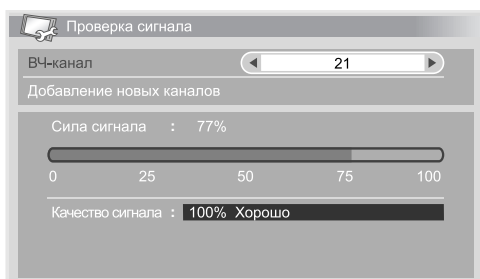 Проверка сигнала
ВЧ-канал 21
Добавление новых каналов
Сила сигнала : 77%
0 25 50 75 100
Качество сигнала : 100% Хорошо